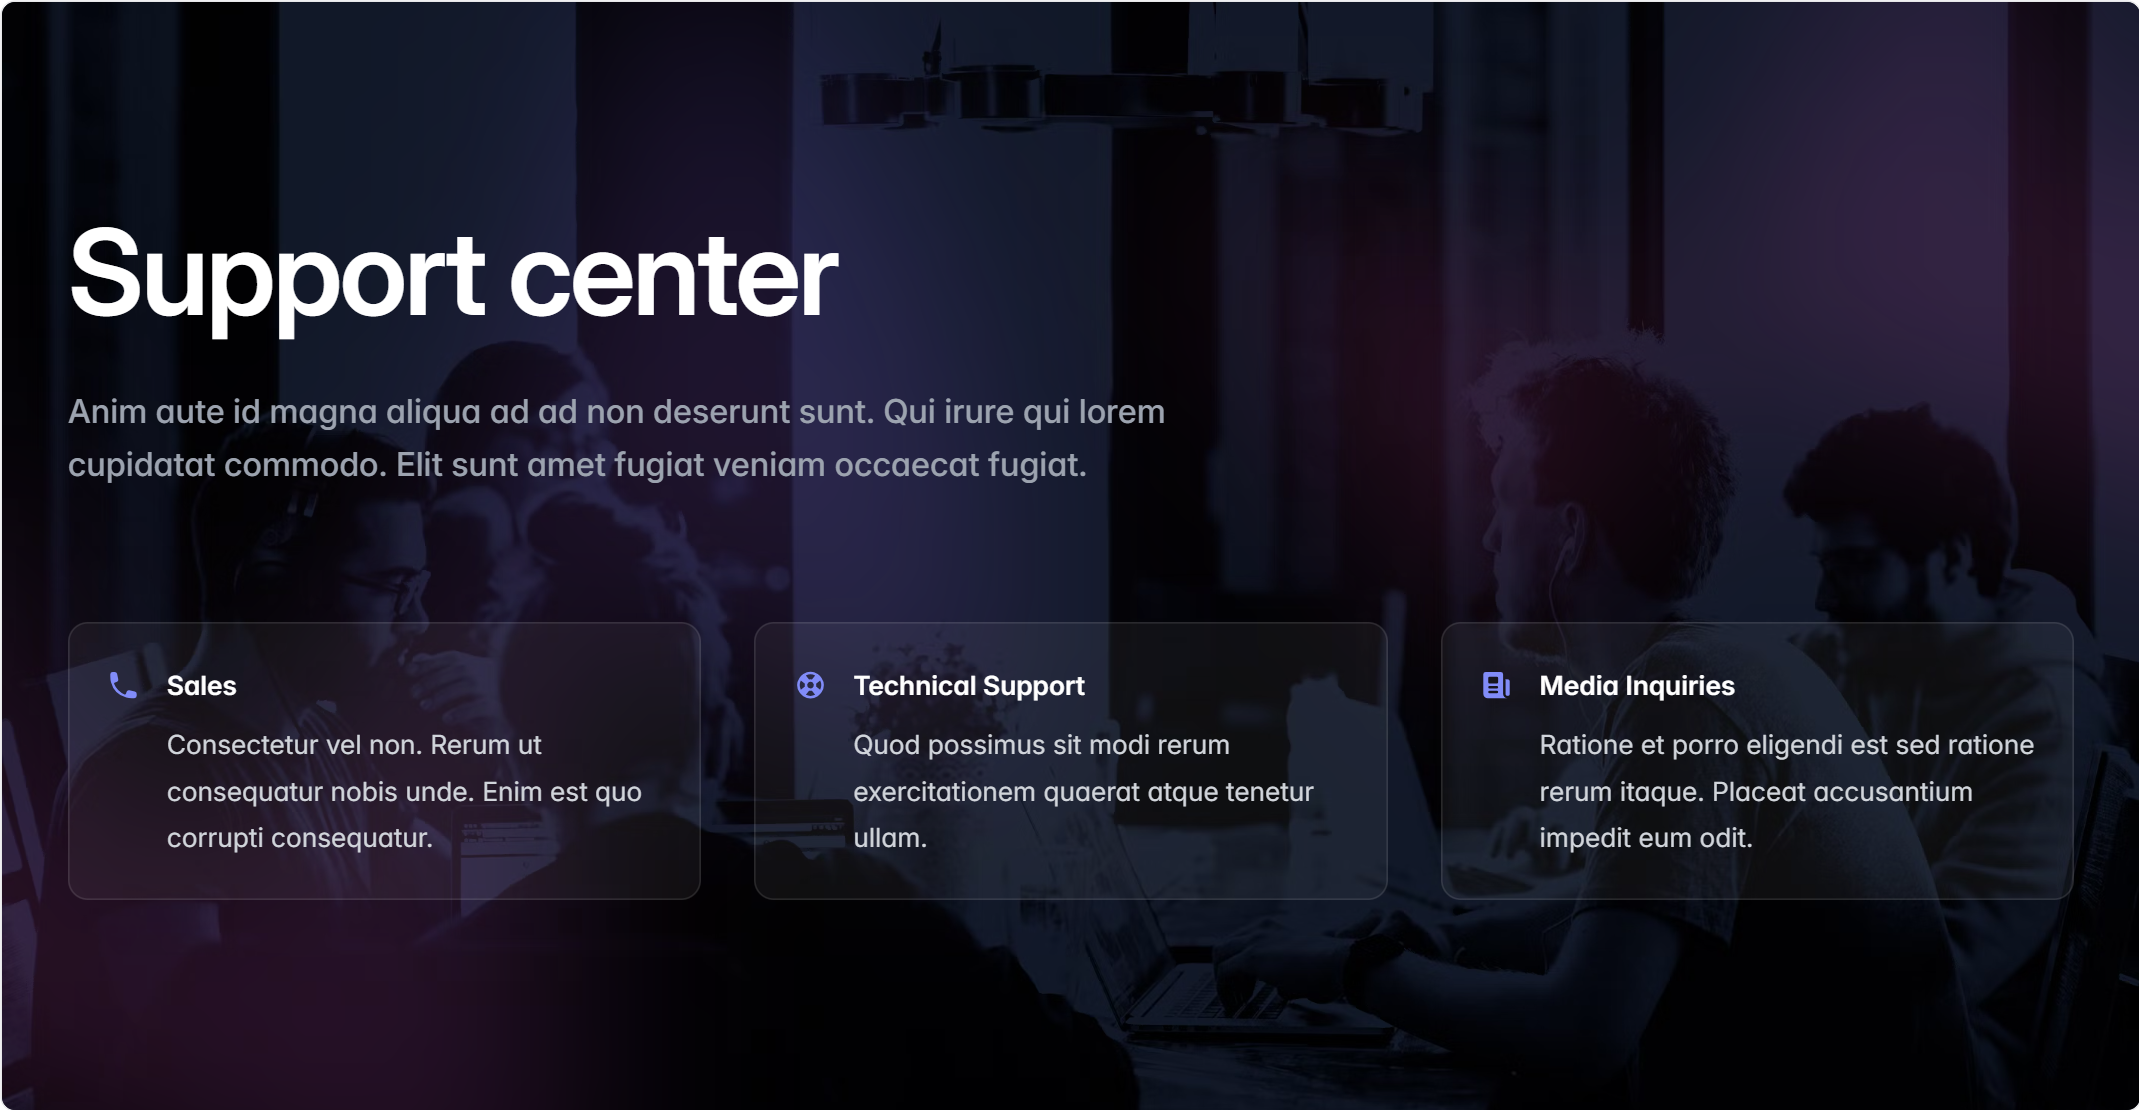 Support center
Anim aute id magna aliqua ad ad non deserunt sunt. Qui irure qui lorem
cupidatat commodo. Elit sunt amet fugiat veniam occaecat fugiat.
Sales
Consectetur vel non. Rerum ut
consequatur nobis unde. Enim est quo
corrupti consequatur.
Technical Support
Quod possimus sit modi rerum
exercitationem quaerat atque tenetur
ullam.
Media Inquiries
Ratione et porro eligendi est sed ratione
rerum itaque. Placeat accusantium
impedit eum odit.